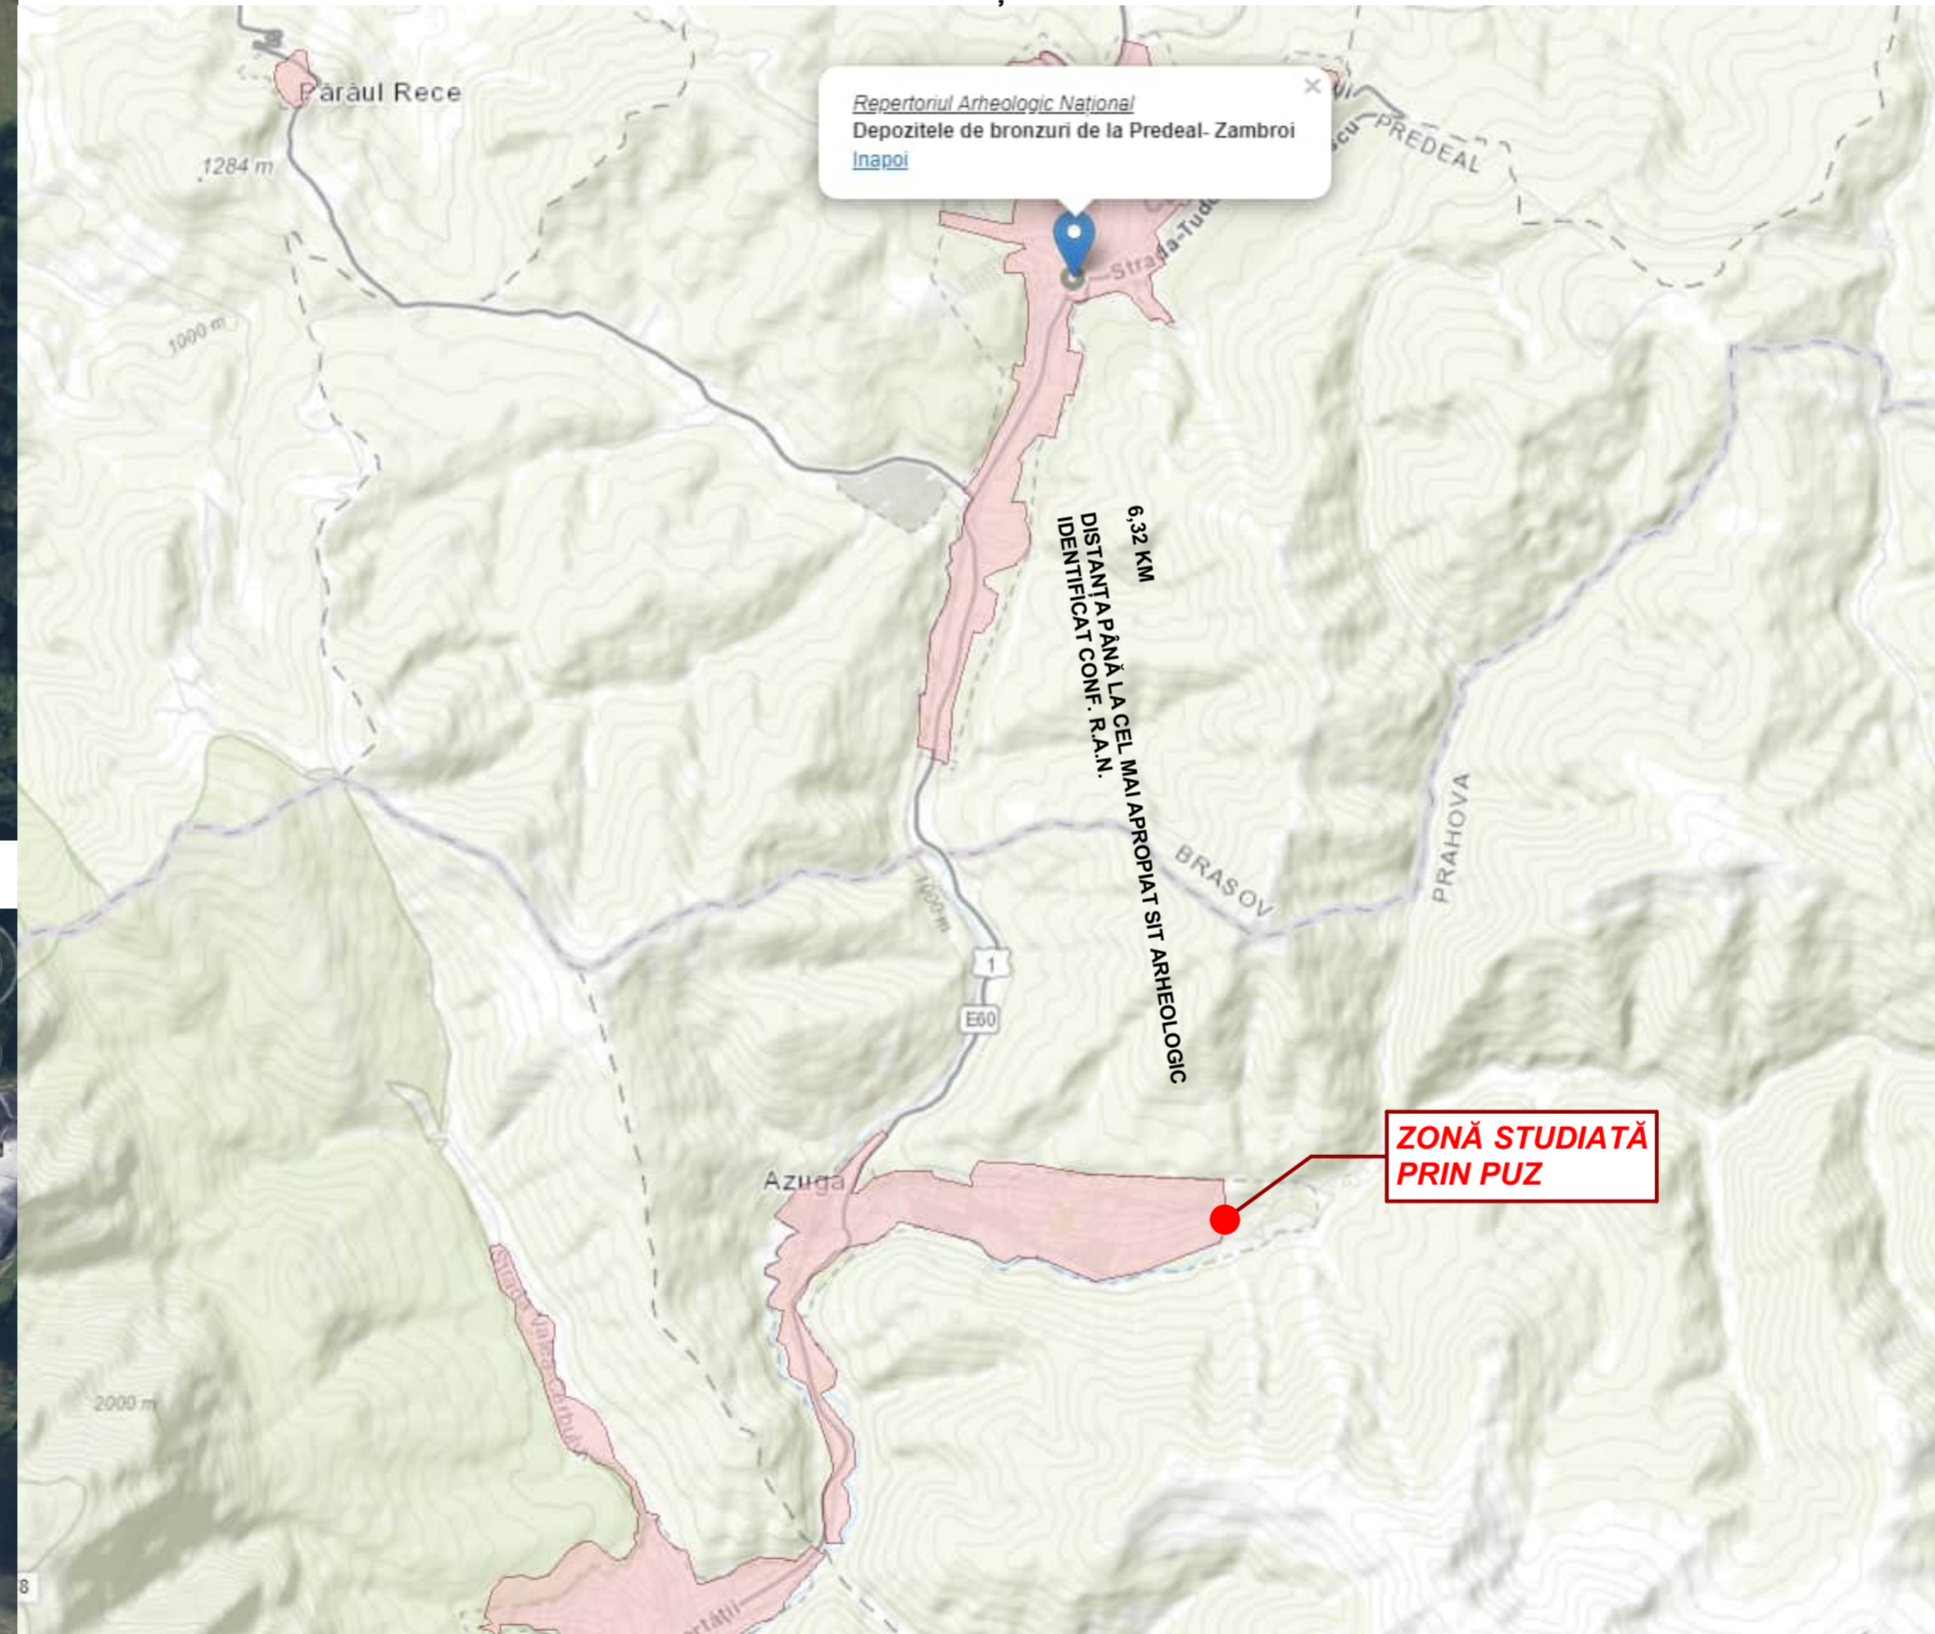 Pârâul Rece
1284 m
1000 m
Repertoriul Arheologic Național
Depozitele de bronzuri de la Predeal- Zambroi
Inapoi
PREDEAL
6,32 KM
DISTANȚA PÂNĂ LA CEL MAI APROPIAT SIT ARHEOLOGIC
IDENTIFICAT CONF. R.A.N.
BRASOV
PRAHOVA
1000 m
1
E60
Azuga
ZONĂ STUDIATĂ
PRIN PUZ
2000 m
8